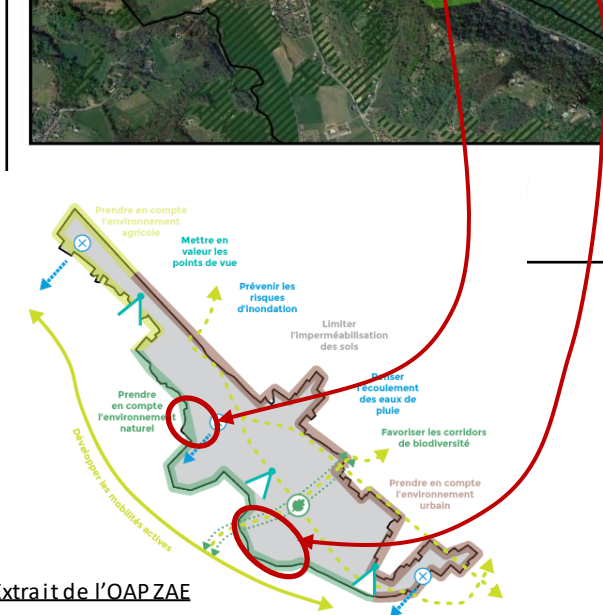 Prendre en compte
l'environnement
agricole
Mettre en
valeur les
points de vue
Prévenir les
risques
d'inondation
Limiter
l'imperméabilisation
des sols
Penser
l'écoulement
des eaux de
pluie
Prendre
en compte
l'environnement
naturel
Favoriser les corridors
de biodiversité
Développer les mobilités actives
Prendre en compte
l'environnement
urbain
Extrait de l'OAP ZAE